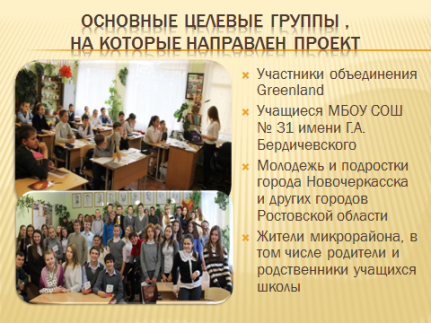 ОСНОВНЫЕ ЦЕЛЕВЫЕ ГРУППЫ ,
НА КОТОРЫЕ НАПРАВЛЕН ПРОЕКТ
Участники объединения
Greenland
Учащиеся МБОУ СОШ
№ 31 имени Г.А.
Бердичевского
Молодежь и подростки
города Новочеркасска
и других городов
Ростовской области
Жители микрорайона, в
том числе родители и
родственники учащихся
школы